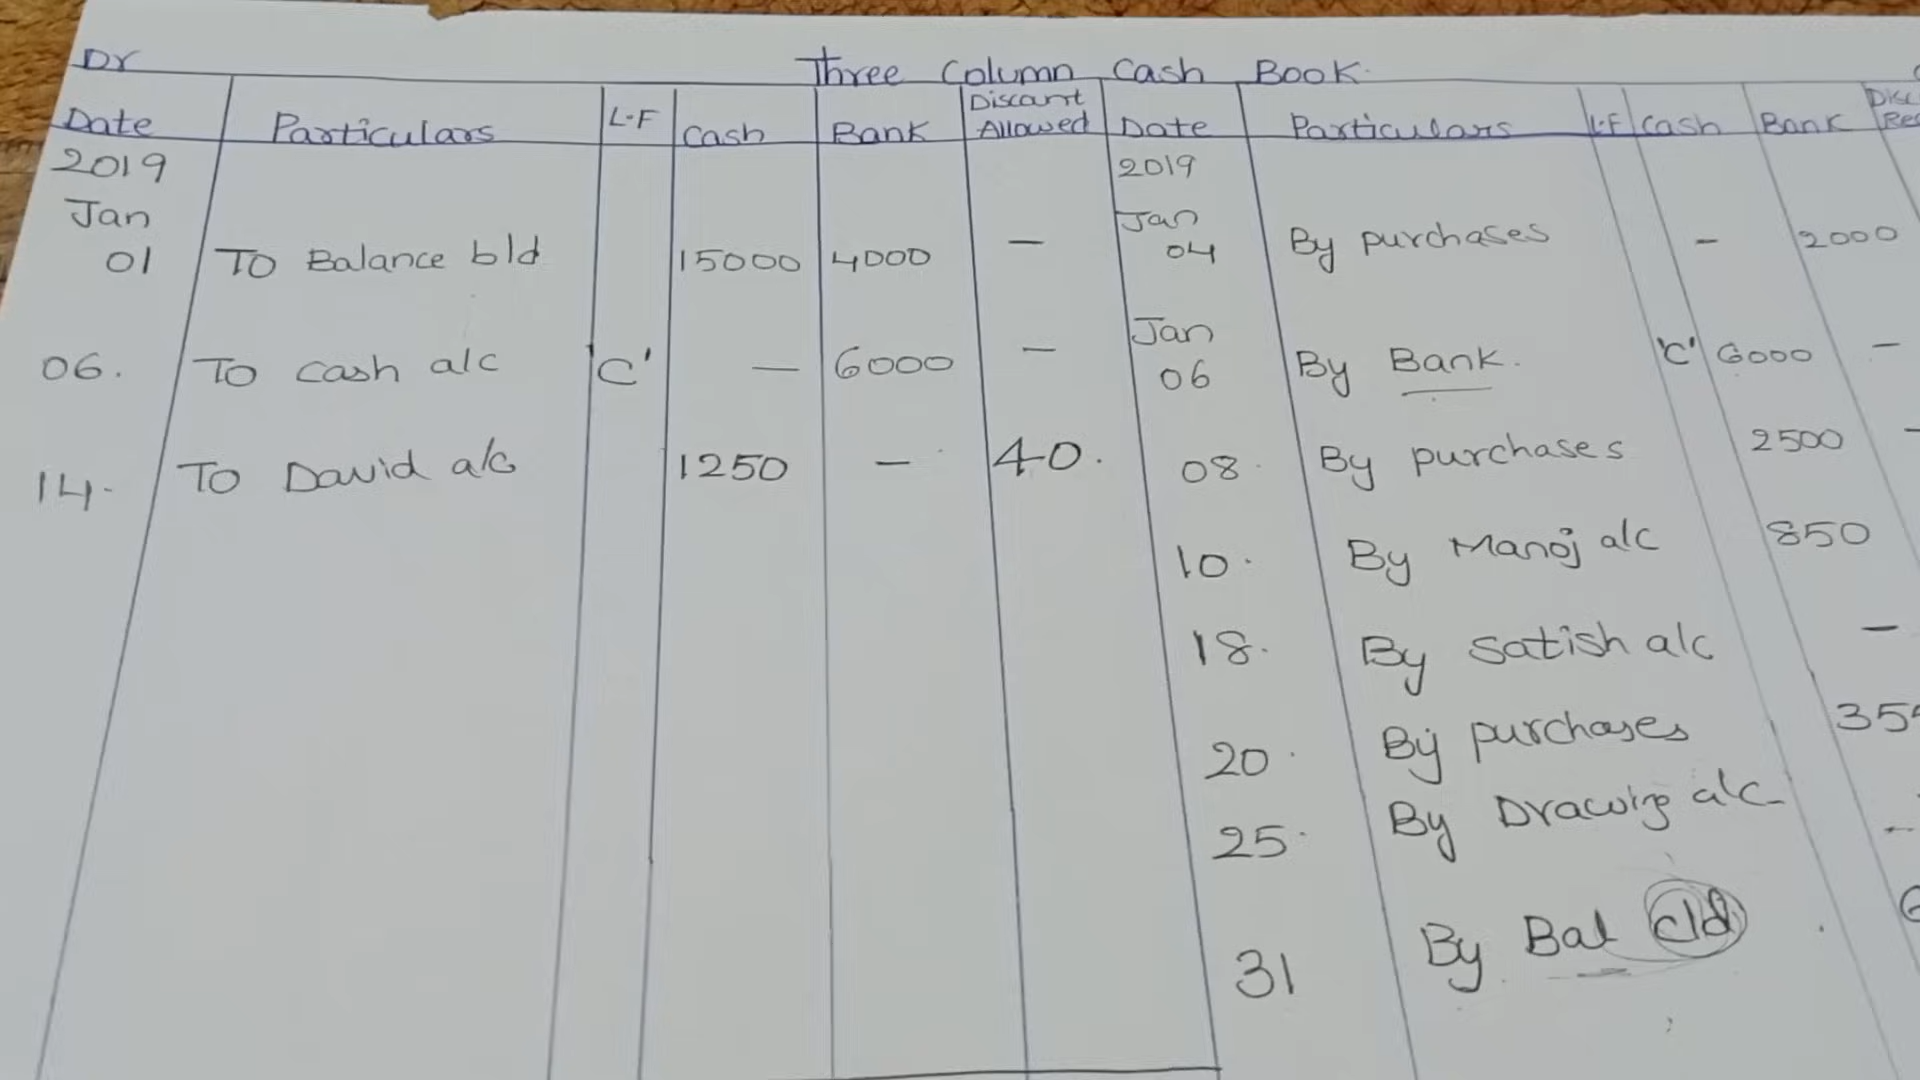 Dr Three Column Cash Book
Date Particulars L.F Cash Bank Discant Allowed Date Particulars L.F Cash Bank
2019 2019
Jan Jan
01 To Balance b/d 15000 4000 — 04 By purchases - 2000
06. To cash a/c 'C' — 6000 — Jan 06 By Bank. 'C' 6000 -
14. To David a/c 1250 - 40. 08. By purchases 2500 -
10. By Manoj a/c 850
18. By Satish a/c -
20. By purchases
25. By Drawing a/c -
31 By Bal c/d